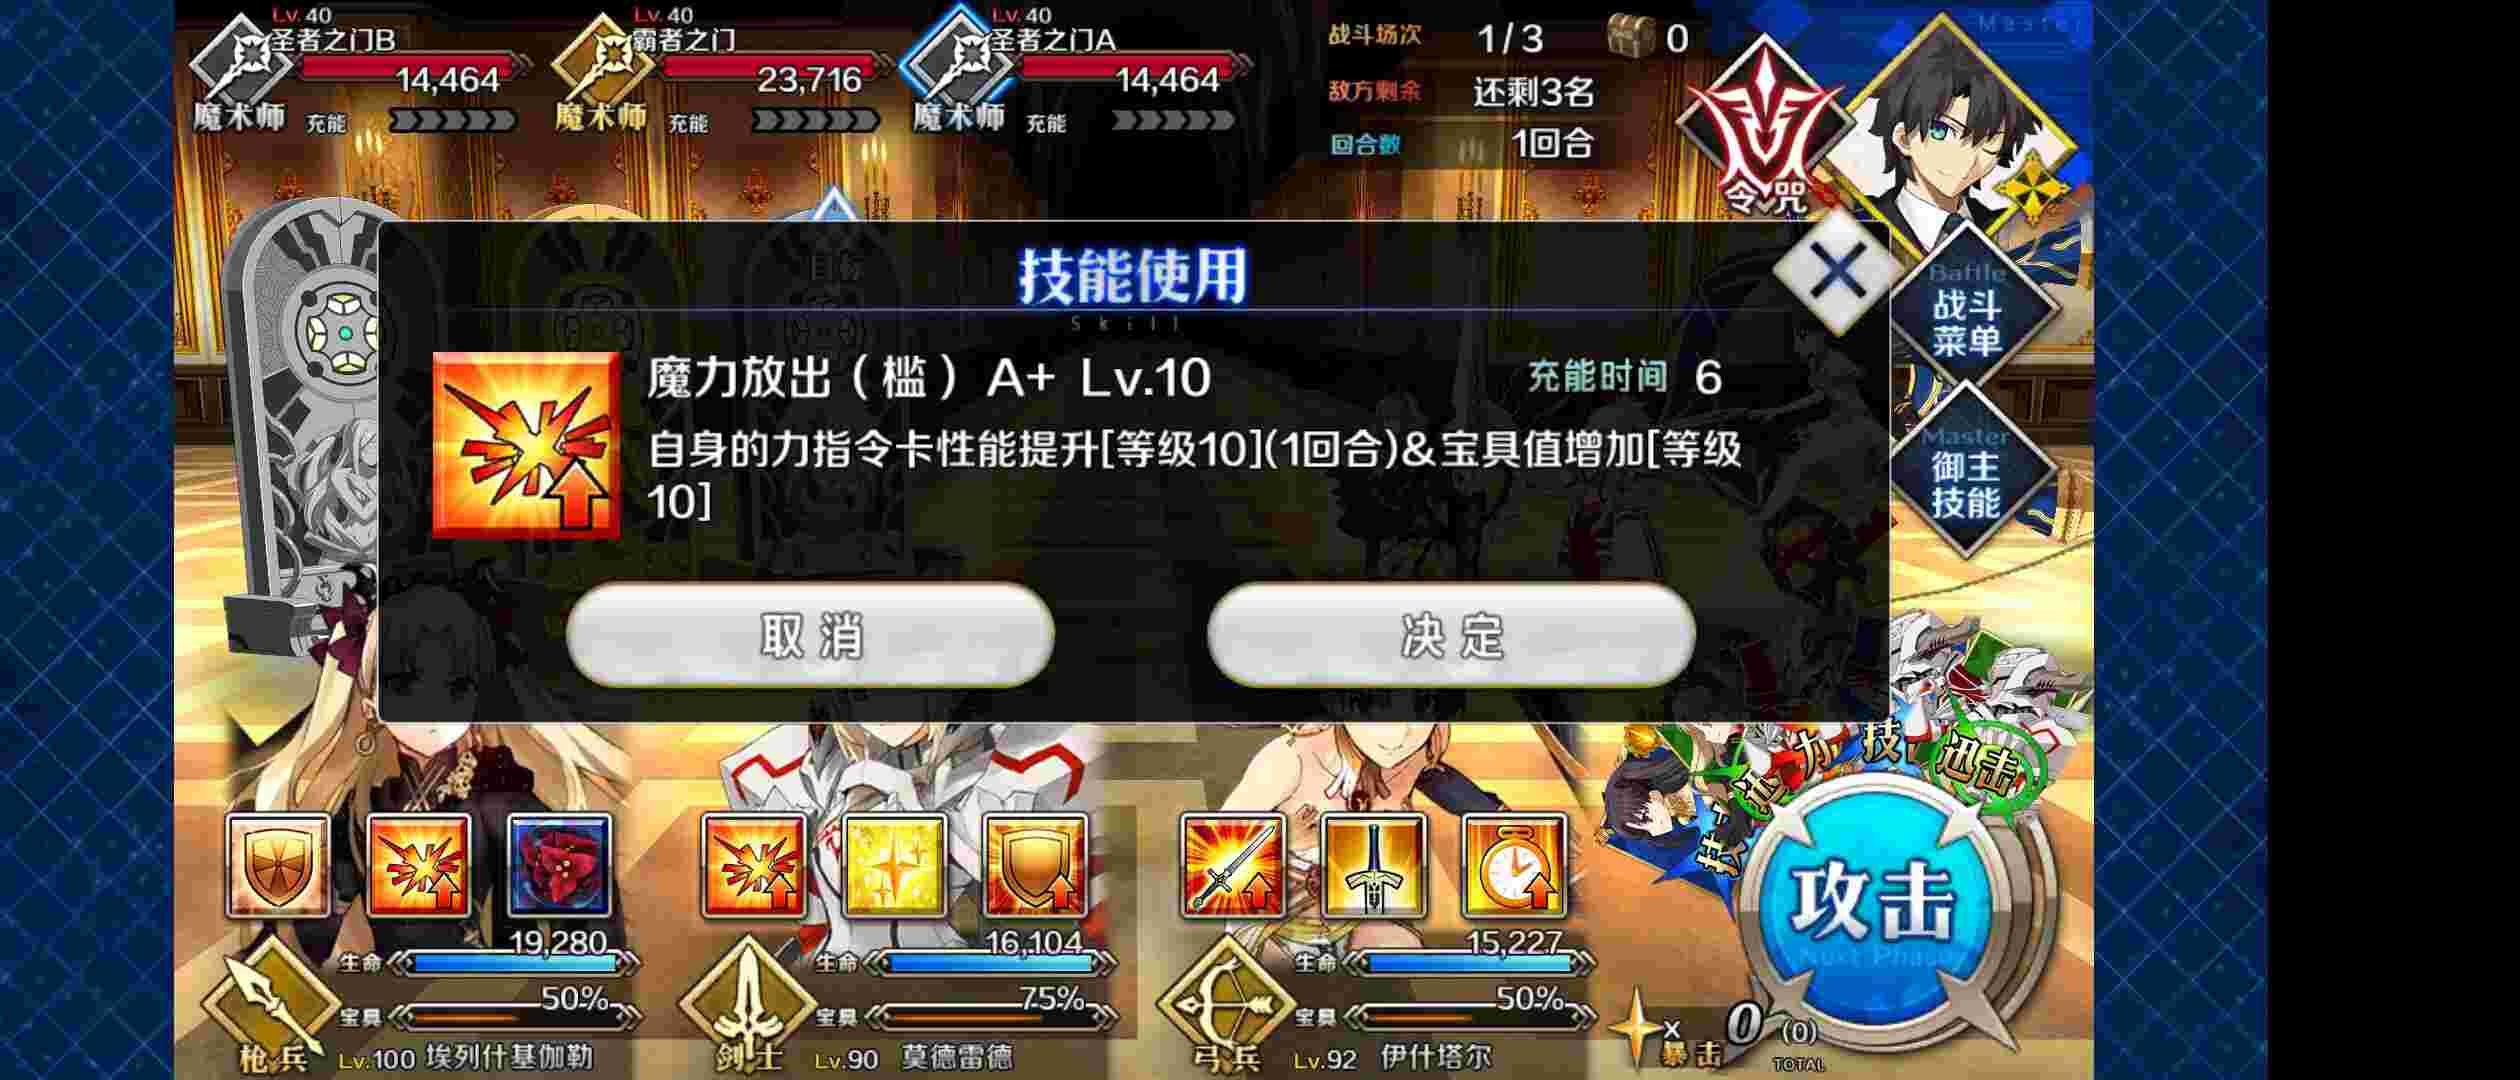 Lv.40
圣者之门B
14,464
魔术师
充能
Lv.40
霸者之门
23,716
魔术师
充能
Lv.40
圣者之门A
14,464
魔术师
充能
战斗场次 1/3
0
敌方剩余 还剩3名
回合数 1回合
令咒
Master
Battle
战斗
菜单
Master
御主
技能
技能使用
Skill
魔力放出（槛）A+ Lv.10
充能时间 6
自身的力指令卡性能提升[等级10](1回合)&宝具值增加[等级
10]
取消
决定
技
迅
力
技
迅击
攻击
Next Phase
19,280
生命
50%
宝具
枪兵
Lv.100 埃列什基伽勒
16,104
生命
75%
宝具
剑士
Lv.90 莫德雷德
15,227
生命
50%
宝具
弓兵
Lv.92 伊什塔尔
x 0 (0)
暴击
TOTAL